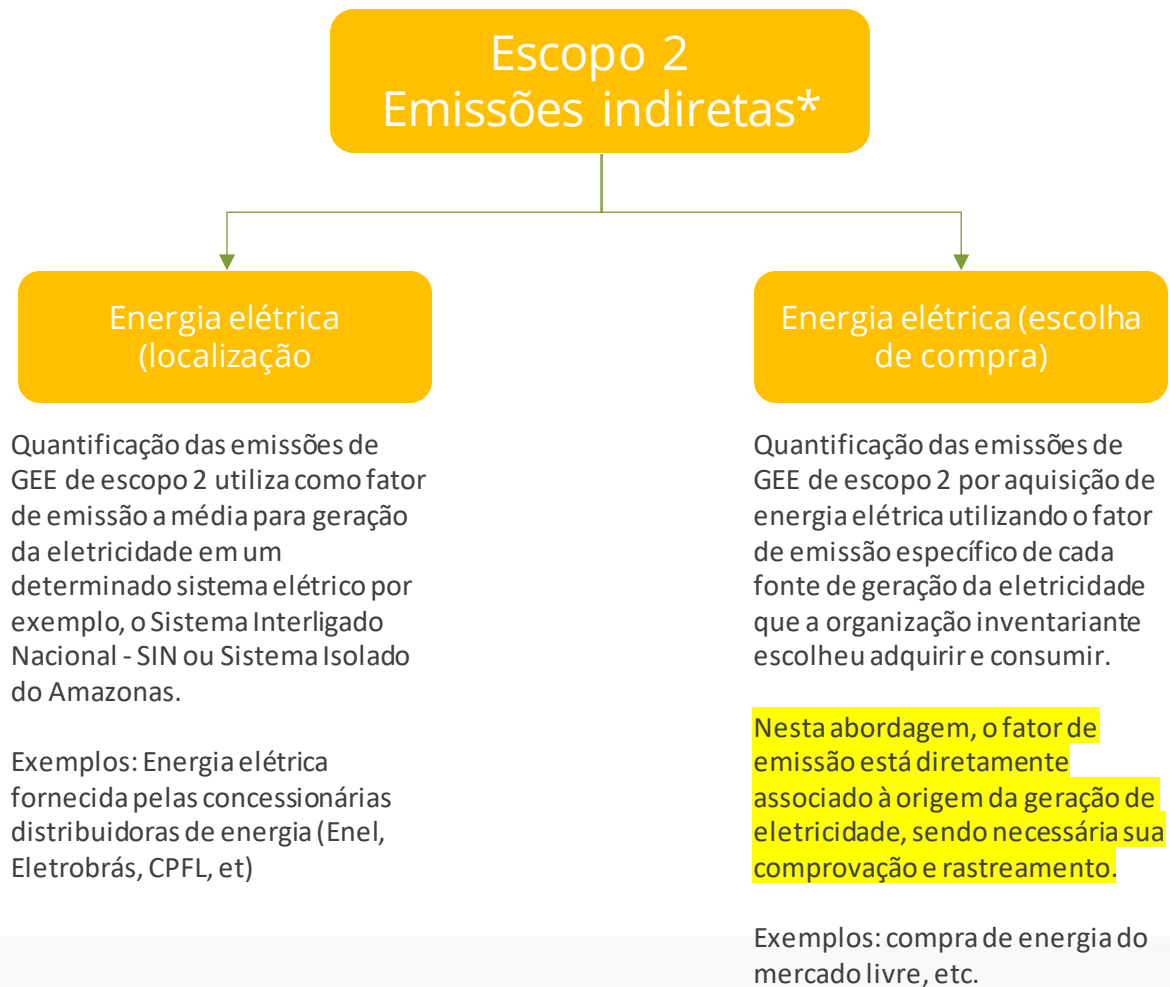 Escopo 2
Emissões indiretas*
Energia elétrica
(localização
Quantificação das emissões de
GEE de escopo 2 utiliza como fator
de emissão a média para geração
da eletricidade em um
determinado sistema elétrico por
exemplo, o Sistema Interligado
Nacional - SIN ou Sistema Isolado
do Amazonas.
Exemplos: Energia elétrica
fornecida pelas concessionárias
distribuidoras de energia (Enel,
Eletrobrás, CPFL, et)
Energia elétrica (escolha
de compra)
Quantificação das emissões de
GEE de escopo 2 por aquisição de
energia elétrica utilizando o fator
de emissão específico de cada
fonte de geração da eletricidade
que a organização inventariante
escolheu adquirir e consumir.
Nesta abordagem, o fator de
emissão está diretamente
associado à origem da geração de
eletricidade, sendo necessária sua
comprovação e rastreamento.
Exemplos: compra de energia do
mercado livre, etc.